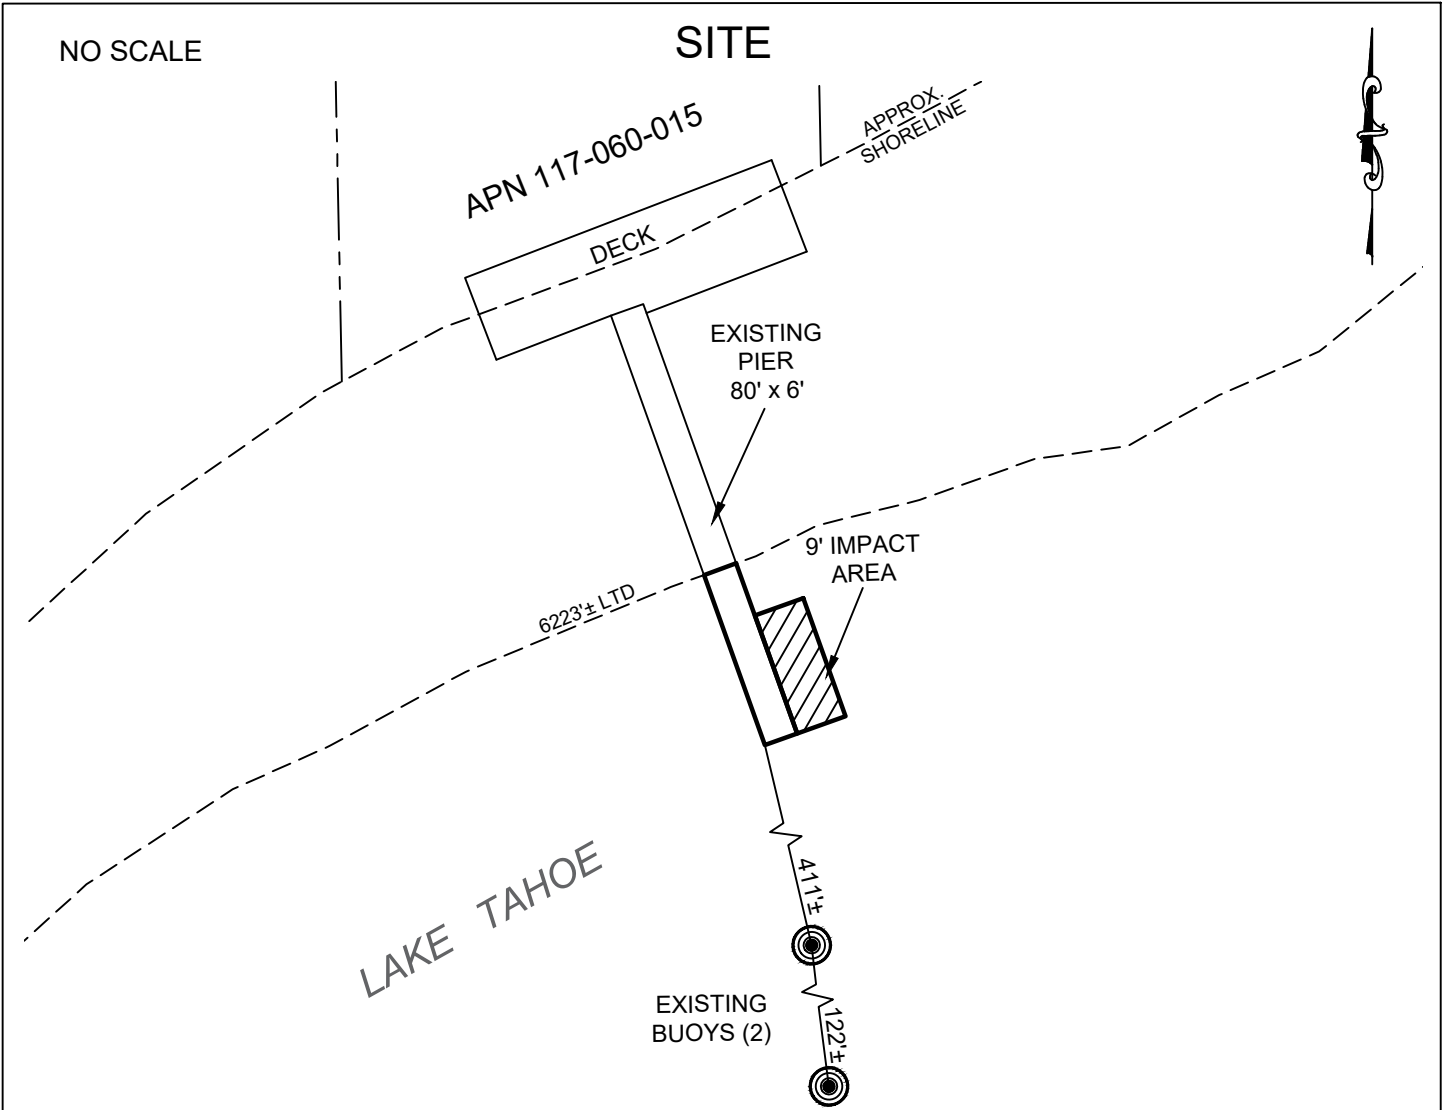 NO SCALE
SITE
APN 117-060-015
APPROX.
SHORELINE
DECK
EXISTING
PIER
80' x 6'
9' IMPACT
AREA
6223'± LTD
LAKE TAHOE
411'±
EXISTING
BUOYS (2)
122'±